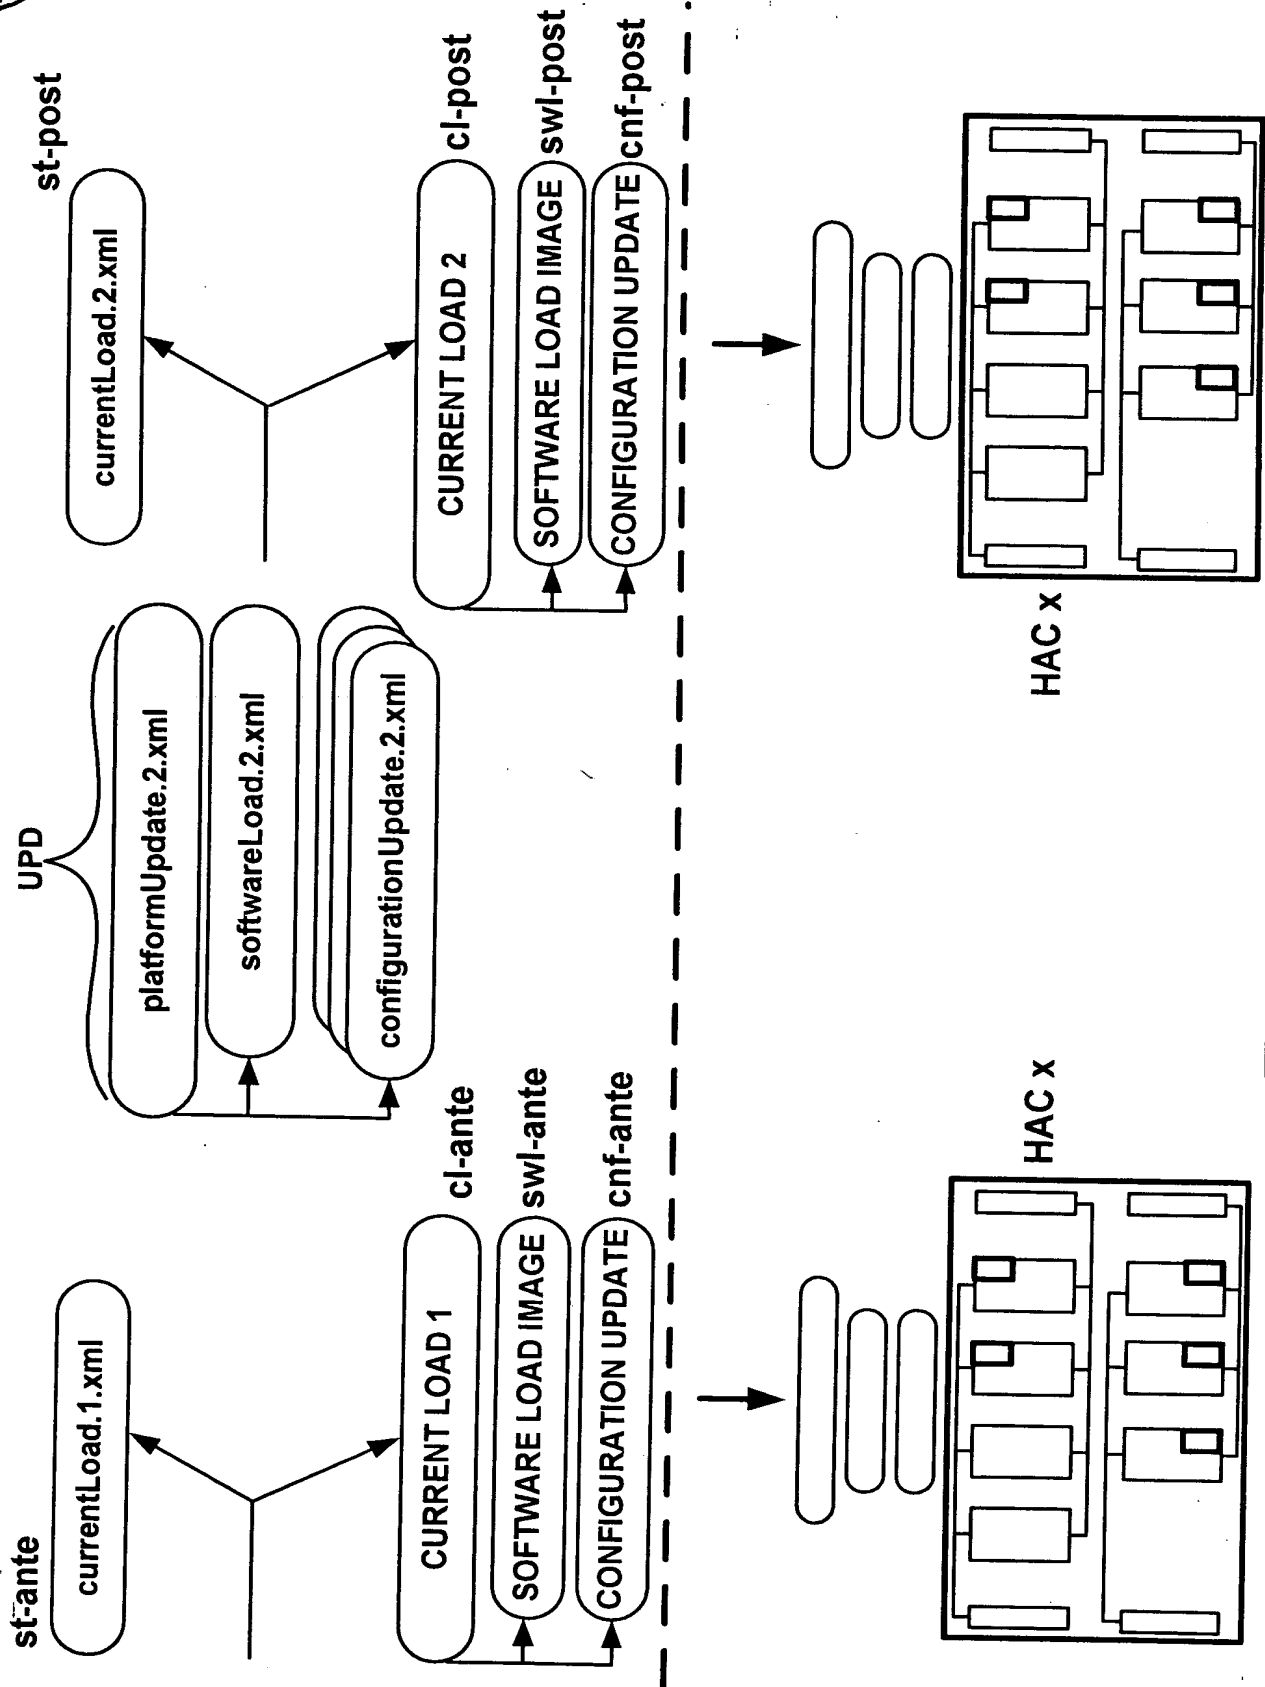 st-ante
currentLoad.1.xml
CURRENT LOAD 1
cl-ante
SOFTWARE LOAD IMAGE
swl-ante
CONFIGURATION UPDATE
cnf-ante
HAC x
UPD
platformUpdate.2.xml
softwareLoad.2.xml
configurationUpdate.2.xml
st-post
currentLoad.2.xml
CURRENT LOAD 2
cl-post
SOFTWARE LOAD IMAGE
swl-post
CONFIGURATION UPDATE
cnf-post
HAC x